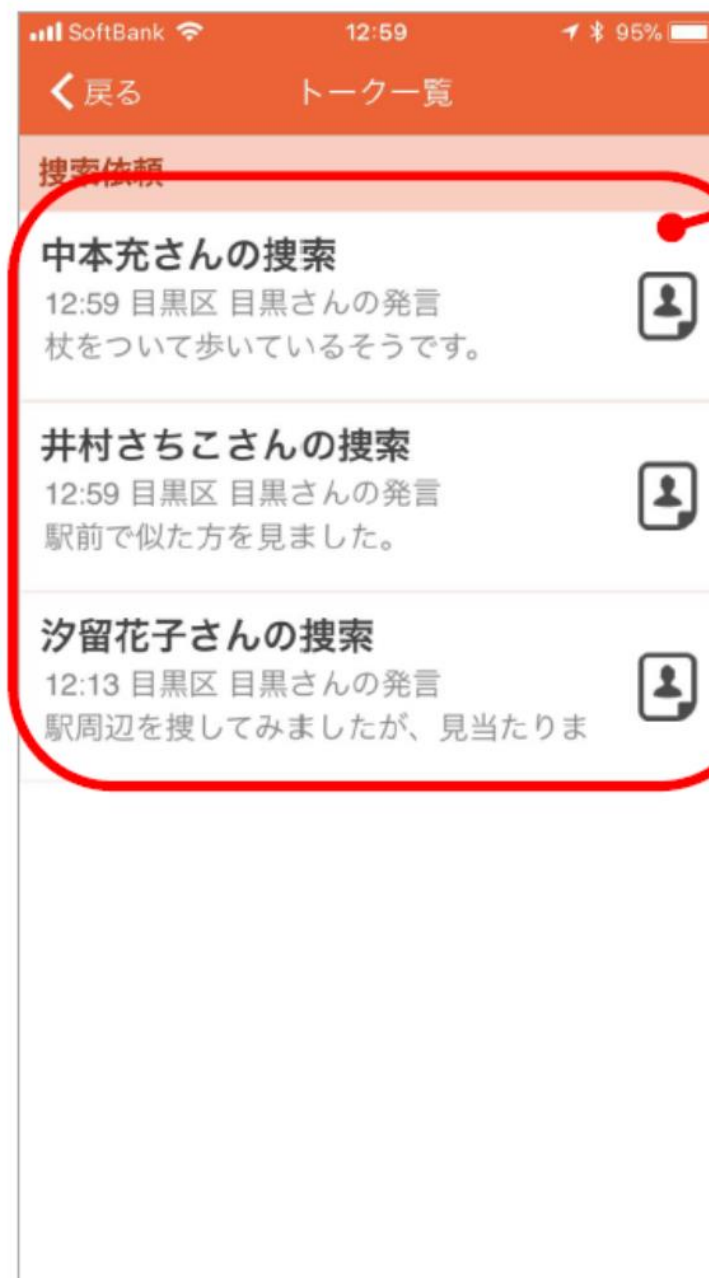 SoftBank 12:59 95%
戻る トーク一覧
捜索依頼
中本充さんの捜索
12:59 目黒区 目黒さんの発言
杖をついて歩いているそうです。
井村さちこさんの捜索
12:59 目黒区 目黒さんの発言
駅前で似た方を見ました。
汐留花子さんの捜索
12:13 目黒区 目黒さんの発言
駅周辺を捜してみましたが、見当たりま